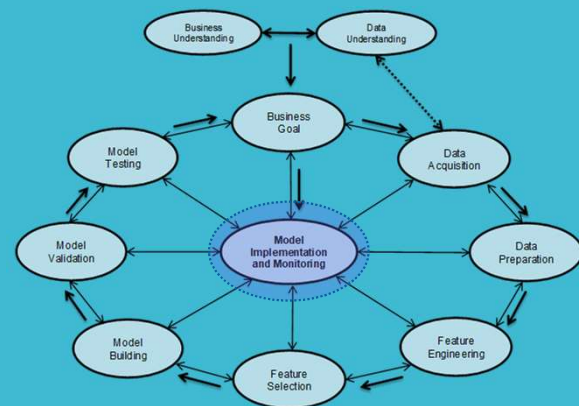 Business
Understanding
Data
Understanding
Business
Goal
Model
Testing
Data
Acquisition
Model
Validation
Model
Implementation
and Monitoring
Data
Preparation
Model
Building
Feature
Engineering
Feature
Selection